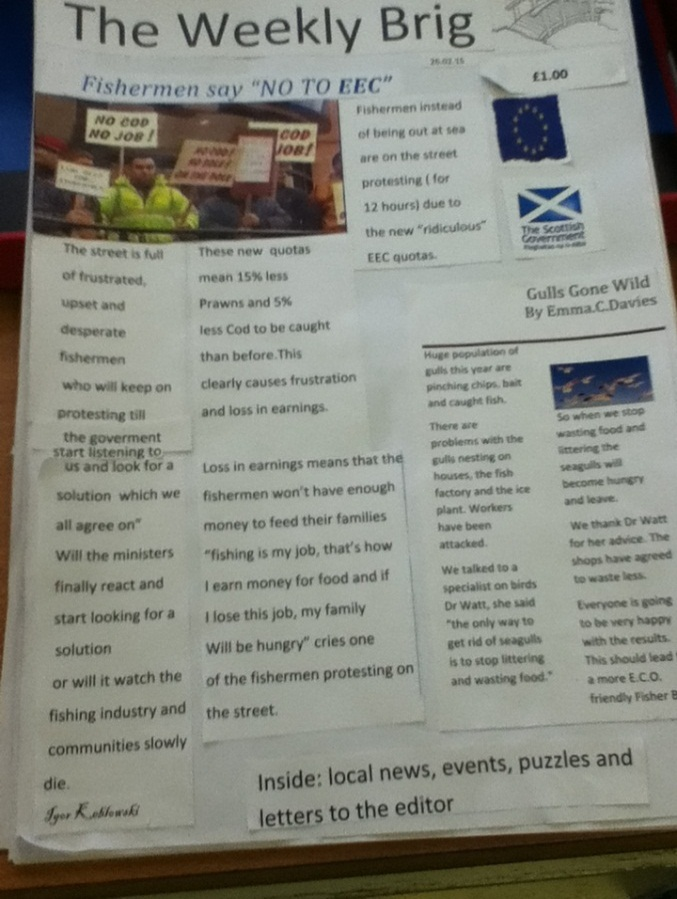 The Weekly Brig
26.02.15
£1.00
Fishermen say "NO TO EEC"
NO COD
NO JOB!
COD
JOB!
Fishermen instead
of being out at sea
are on the street
protesting ( for
12 hours) due to
the new "ridiculous"
EEC quotas.
The Scottish
Government
The street is full
of frustrated,
upset and
desperate
fishermen
who will keep on
protesting till
the goverment
start listening to
us and look for a
solution which we
all agree on"
Will the ministers
finally react and
start looking for a
solution
or will it watch the
fishing industry and
communities slowly
die.
Igor Koblowski
These new quotas
mean 15% less
Prawns and 5%
less Cod to be caught
than before.This
clearly causes frustration
and loss in earnings.
Loss in earnings means that the
fishermen won't have enough
money to feed their families
"fishing is my job, that's how
I earn money for food and if
I lose this job, my family
Will be hungry" cries one
of the fishermen protesting on
the street.
Gulls Gone Wild
By Emma.C.Davies
Huge population of
gulls this year are
pinching chips, bait
and caught fish.
There are
problems with the
gulls nesting on
houses, the fish
factory and the ice
plant. Workers
have been
attacked.
We talked to a
specialist on birds
Dr Watt, she said
"the only way to
get rid of seagulls
is to stop littering
and wasting food."
So when we stop
wasting food and
littering the
seagulls will
become hungry
and leave.
We thank Dr Watt
for her advice. The
shops have agreed
to waste less.
Everyone is going
to be very happy
with the results.
This should lead
a more E.C.O.
friendly Fisher
Inside: local news, events, puzzles and
letters to the editor